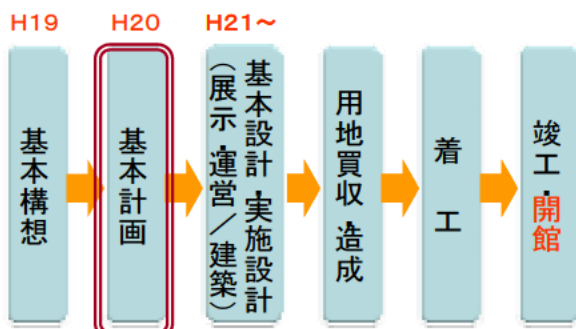 H19
H20
H21～
基本構想
基本計画
基本設計・実施設計
（展示・運営／建築）
用地買収・造成
着工
竣工・開館